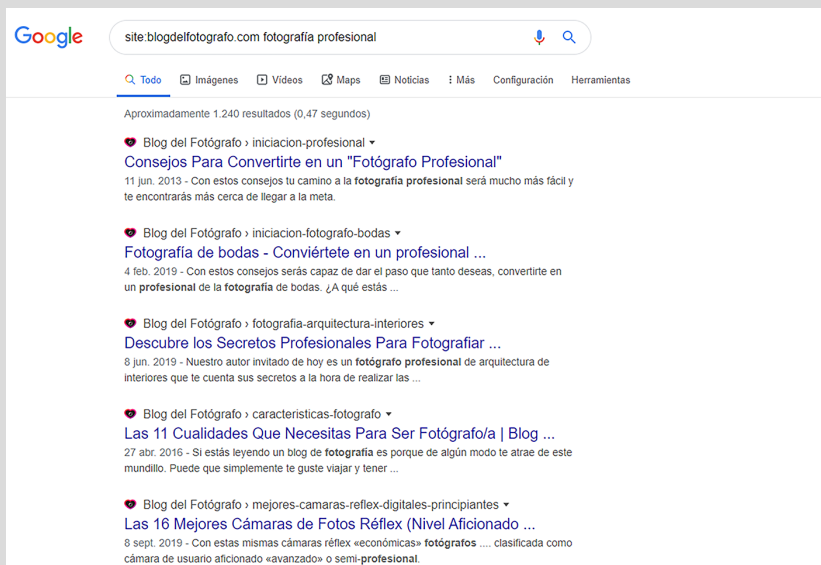 Google
site:blogdelfotografo.com fotografía profesional
Todo Imágenes Vídeos Maps Noticias Más Configuración Herramientas
Aproximadamente 1.240 resultados (0,47 segundos)
Blog del Fotógrafo › iniciacion-profesional
Consejos Para Convertirte en un "Fotógrafo Profesional"
11 jun. 2013 - Con estos consejos tu camino a la fotografía profesional será mucho más fácil y
te encontrarás más cerca de llegar a la meta.
Blog del Fotógrafo › iniciacion-fotografo-bodas
Fotografía de bodas - Conviértete en un profesional ...
4 feb. 2019 - Con estos consejos serás capaz de dar el paso que tanto deseas, convertirte en
un profesional de la fotografía de bodas. ¿A qué estás ...
Blog del Fotógrafo › fotografia-arquitectura-interiores
Descubre los Secretos Profesionales Para Fotografiar ...
8 jun. 2019 - Nuestro autor invitado de hoy es un fotógrafo profesional de arquitectura de
interiores que te cuenta sus secretos a la hora de realizar las ...
Blog del Fotógrafo › caracteristicas-fotografo
Las 11 Cualidades Que Necesitas Para Ser Fotógrafo/a | Blog ...
27 abr. 2016 - Si estás leyendo un blog de fotografía es porque de algún modo te atrae de este
mundillo. Puede que simplemente te guste viajar y tener ...
Blog del Fotógrafo › mejores-camaras-reflex-digitales-principiantes
Las 16 Mejores Cámaras de Fotos Réflex (Nivel Aficionado ...
8 sept. 2019 - Con estas mismas cámaras réflex «económicas» fotógrafos .... clasificada como
cámara de usuario aficionado «avanzado» o semi-profesional.